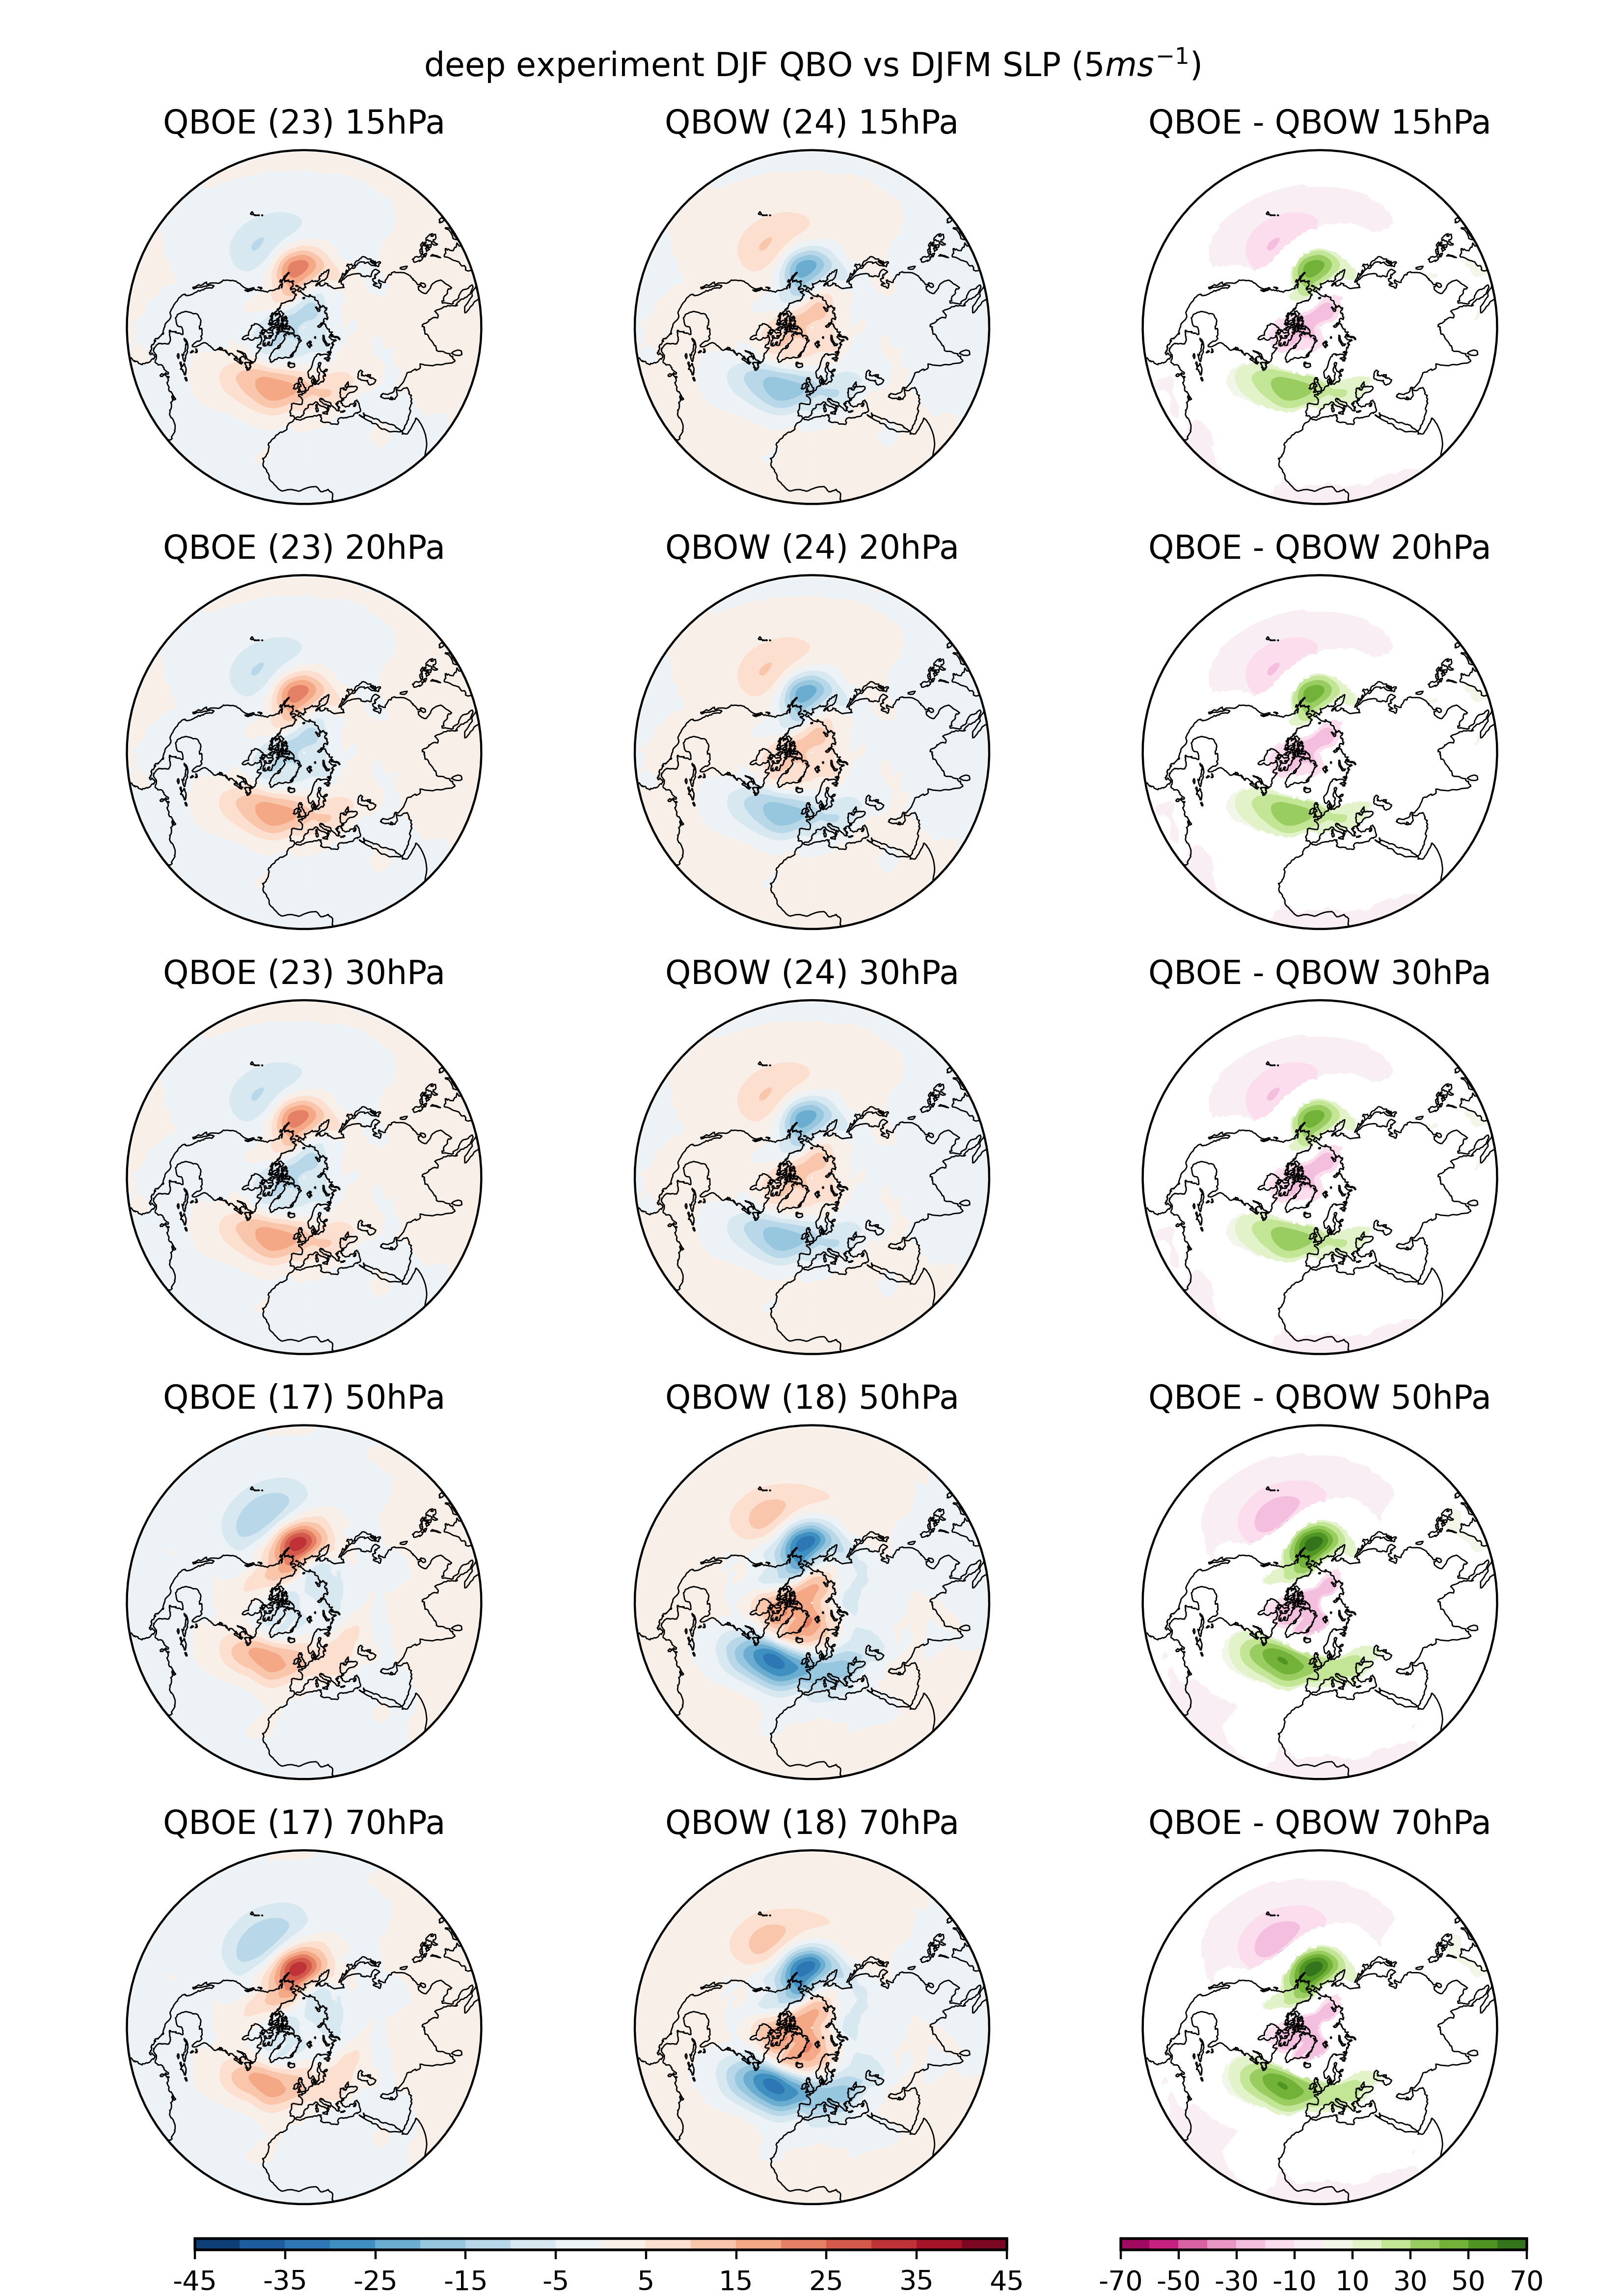 deep experiment DJF QBO vs DJFM SLP (5ms⁻¹)
QBOE (23) 15hPa
QBOW (24) 15hPa
QBOE - QBOW 15hPa
QBOE (23) 20hPa
QBOW (24) 20hPa
QBOE - QBOW 20hPa
QBOE (23) 30hPa
QBOW (24) 30hPa
QBOE - QBOW 30hPa
QBOE (17) 50hPa
QBOW (18) 50hPa
QBOE - QBOW 50hPa
QBOE (17) 70hPa
QBOW (18) 70hPa
QBOE - QBOW 70hPa
-45 -35 -25 -15 -5 5 15 25 35 45
-70 -50 -30 -10 10 30 50 70